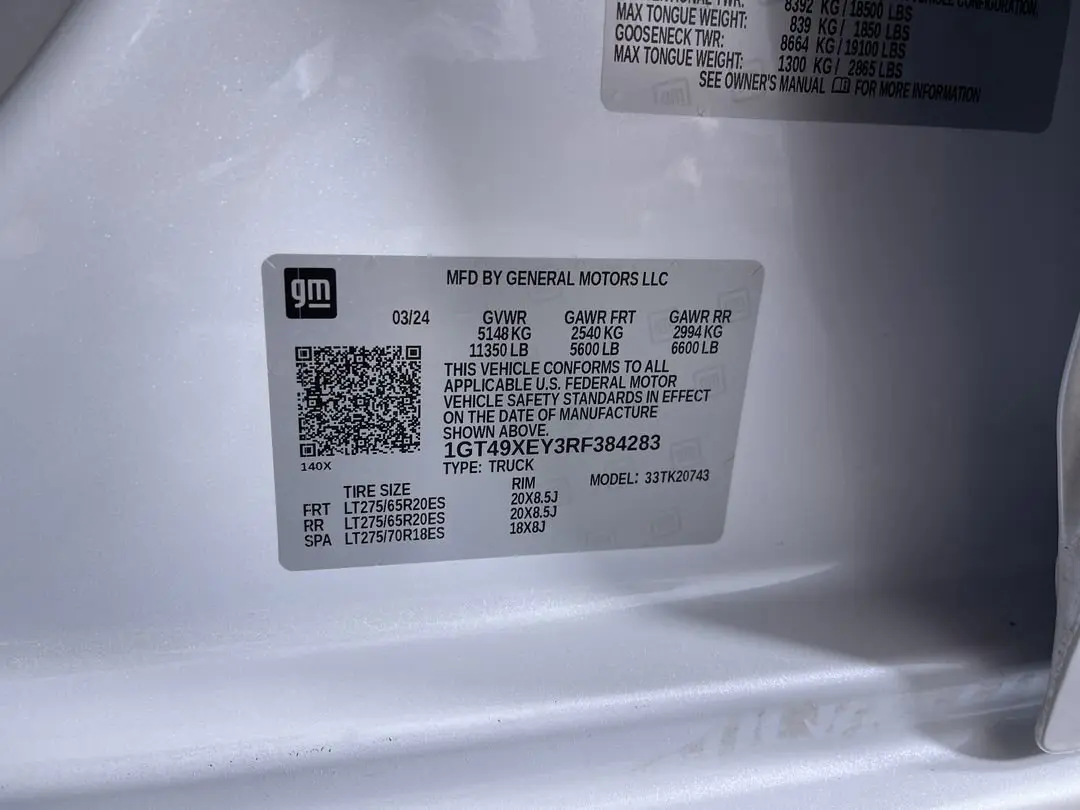 8392 KG/18500 LBS
MAX TONGUE WEIGHT: 839 KG/ 1850 LBS
GOOSENECK TWR: 8664 KG/19100 LBS
MAX TONGUE WEIGHT: 1300 KG/ 2865 LBS
SEE OWNER'S MANUAL FOR MORE INFORMATION
gm
MFD BY GENERAL MOTORS LLC
03/24 GVWR GAWR FRT GAWR RR
5148 KG 2540 KG 2994 KG
11350 LB 5600 LB 6600 LB
THIS VEHICLE CONFORMS TO ALL
APPLICABLE U.S. FEDERAL MOTOR
VEHICLE SAFETY STANDARDS IN EFFECT
ON THE DATE OF MANUFACTURE
SHOWN ABOVE.
1GT49XEY3RF384283
140X
TYPE: TRUCK
MODEL: 33TK20743
TIRE SIZE RIM
FRT LT275/65R20ES 20X8.5J
RR LT275/65R20ES 20X8.5J
SPA LT275/70R18ES 18X8J